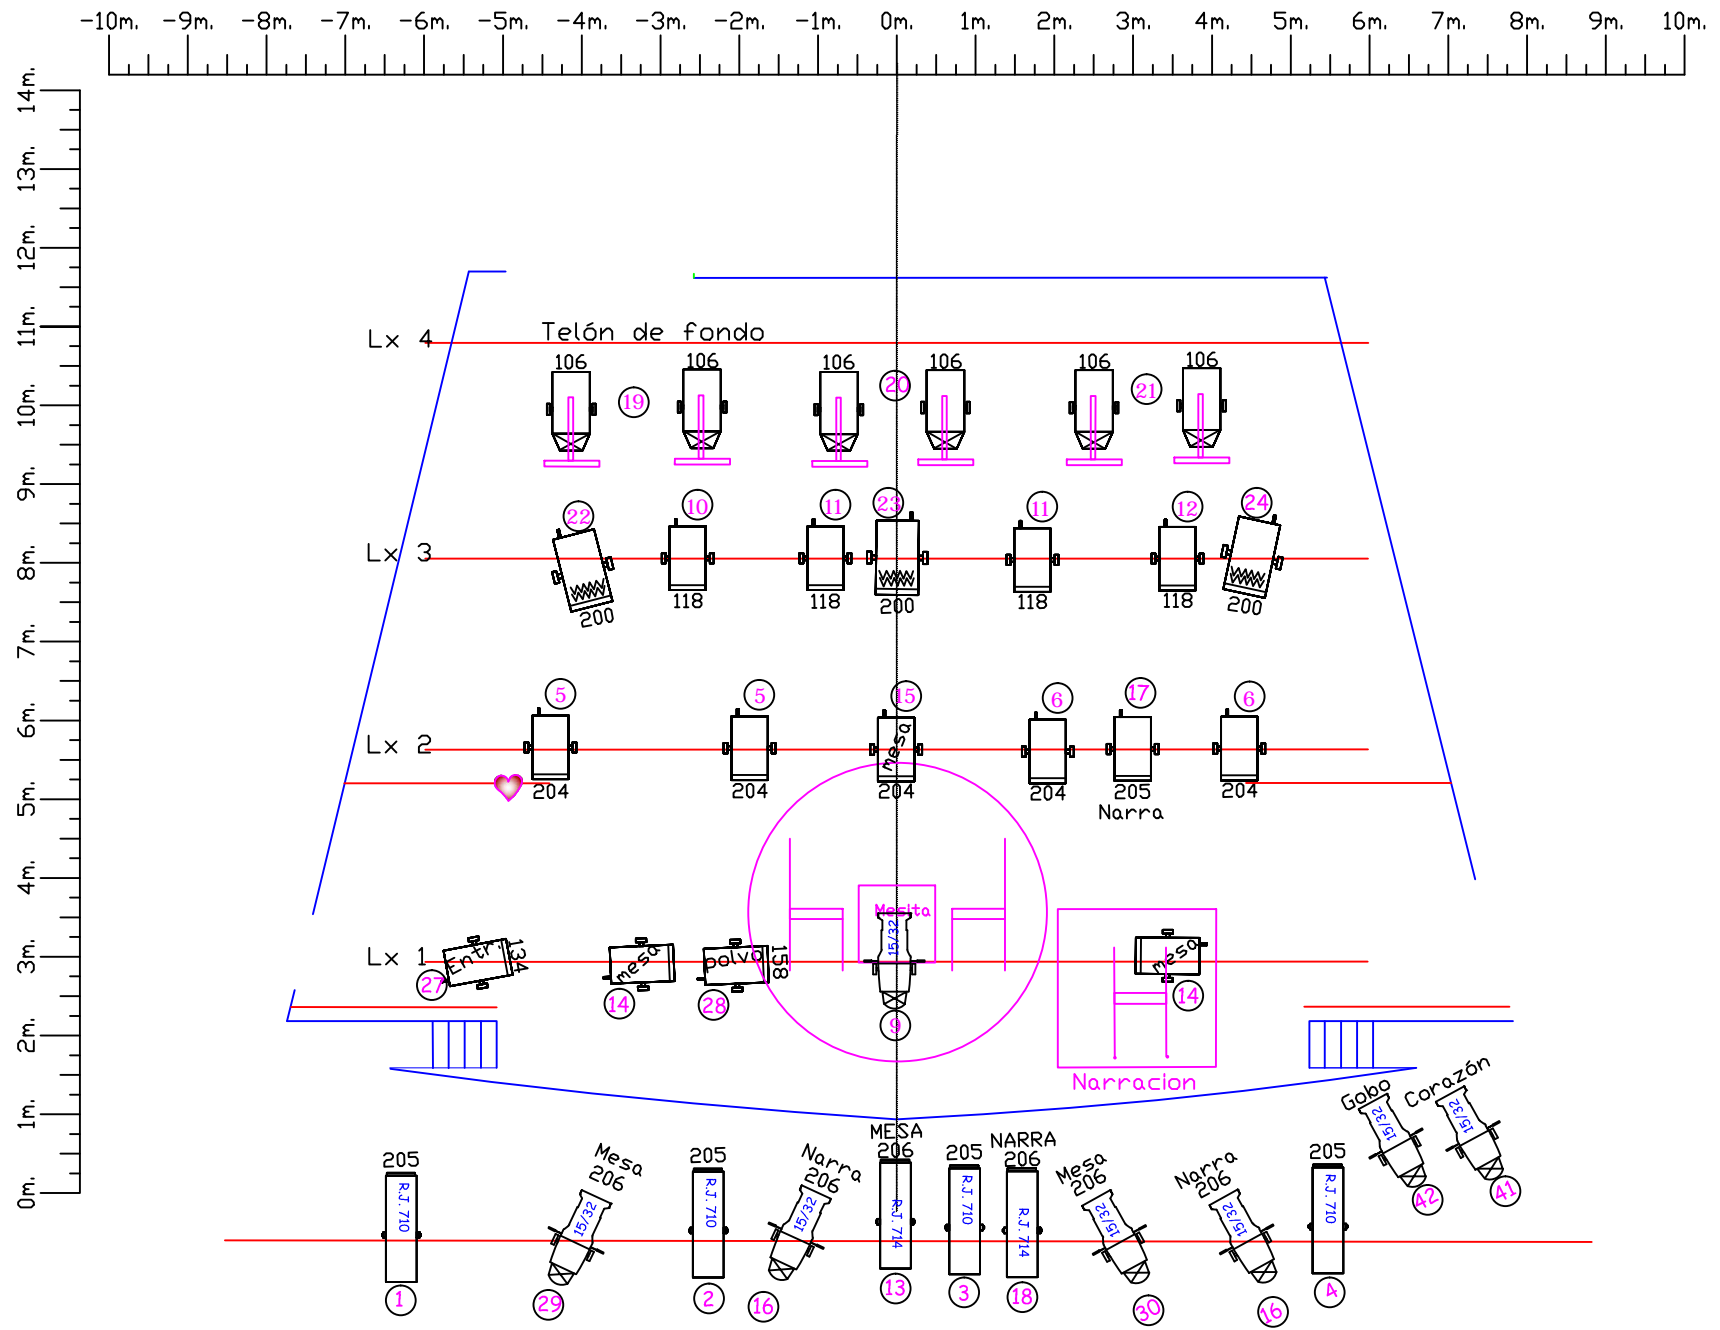 -10m. -9m. -8m. -7m. -6m. -5m. -4m. -3m. -2m. -1m. 0m. 1m. 2m. 3m. 4m. 5m. 6m. 7m. 8m. 9m. 10m.
14m.
13m.
12m.
11m.
10m.
9m.
8m.
7m.
6m.
5m.
4m.
3m.
2m.
1m.
0m.
Lx 4 Telón de fondo
106 106 106 106 106 106
19 20 21
22 10 11 23 11 12 24
Lx 3
200 118 118 200 118 118 200
5 5 15 6 17 6
Lx 2
mesa
204 204 204 204 205 204
Narra
Mesita
15/32
Lx 1
Entr. 134 mesa polvo 158 mesa
27 14 28 9 14
Narracion
Gobo Corazón
15/32 15/32
42 41
205 Mesa 206 205 Narra 206 MESA 206 205 NARRA 206 Mesa 206 Narra 206 205
R.J. 710 15/32 R.J. 710 15/32 R.J. 714 R.J. 710 R.J. 714 15/32 15/32 R.J. 710
1 29 2 16 13 3 18 30 16 4